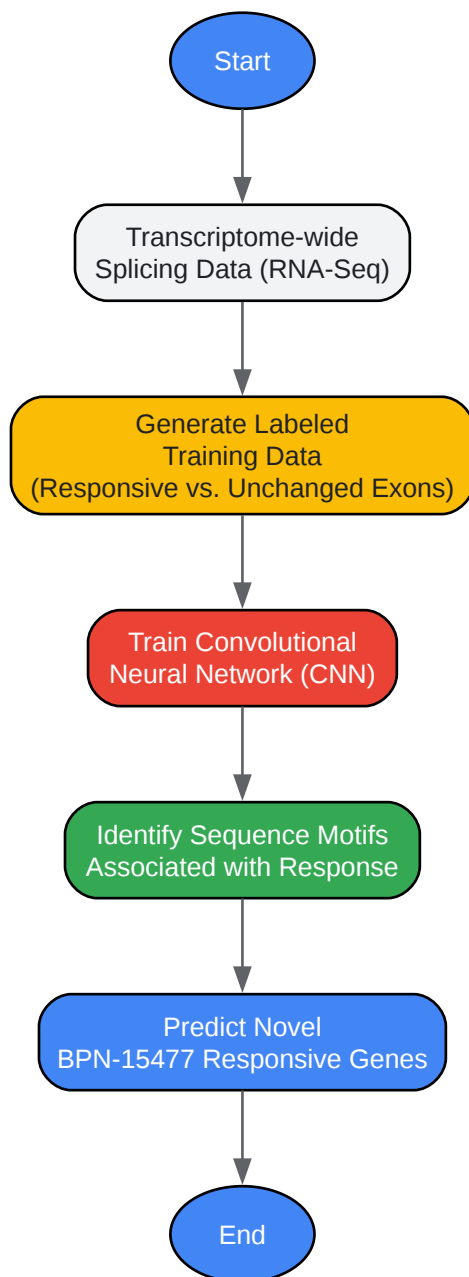 Start
Transcriptome-wide
Splicing Data (RNA-Seq)
Generate Labeled
Training Data
(Responsive vs. Unchanged Exons)
Train Convolutional
Neural Network (CNN)
Identify Sequence Motifs
Associated with Response
Predict Novel
BPN-15477 Responsive Genes
End